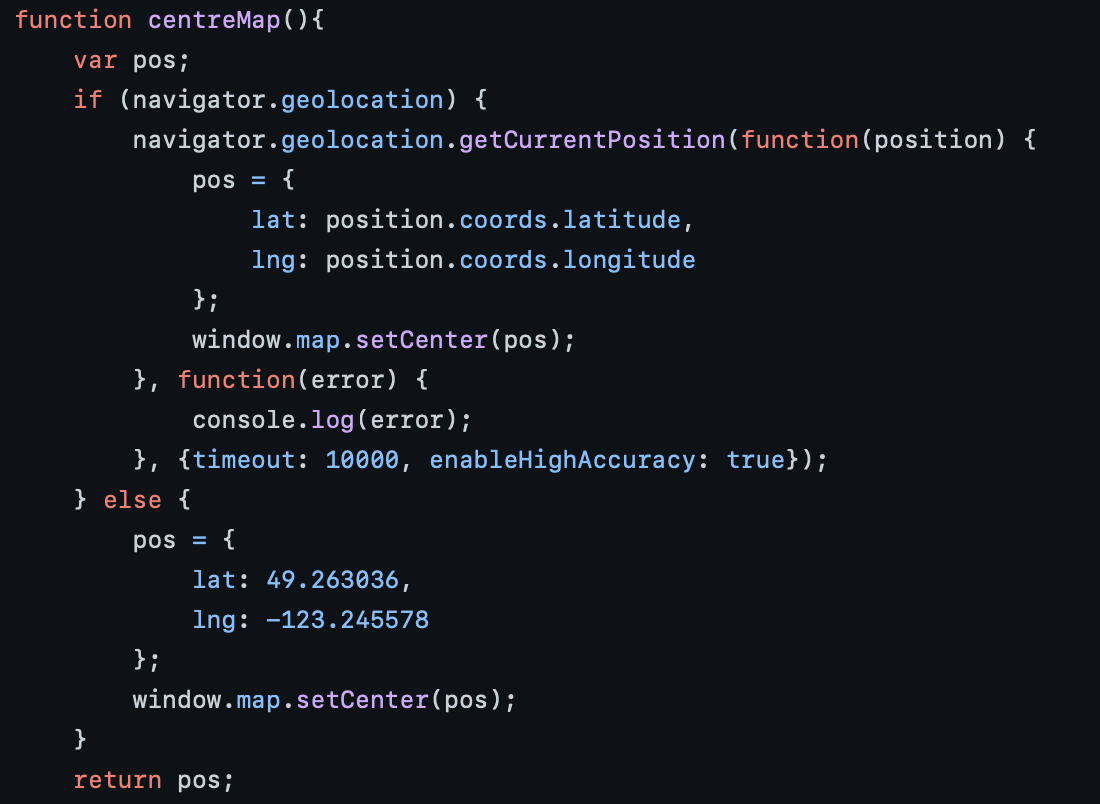 function centreMap(){
    var pos;
    if (navigator.geolocation) {
        navigator.geolocation.getCurrentPosition(function(position) {
            pos = {
                lat: position.coords.latitude,
                lng: position.coords.longitude
            };
            window.map.setCenter(pos);
        }, function(error) {
            console.log(error);
        }, {timeout: 10000, enableHighAccuracy: true});
    } else {
        pos = {
            lat: 49.263036,
            lng: -123.245578
        };
        window.map.setCenter(pos);
    }
    return pos;